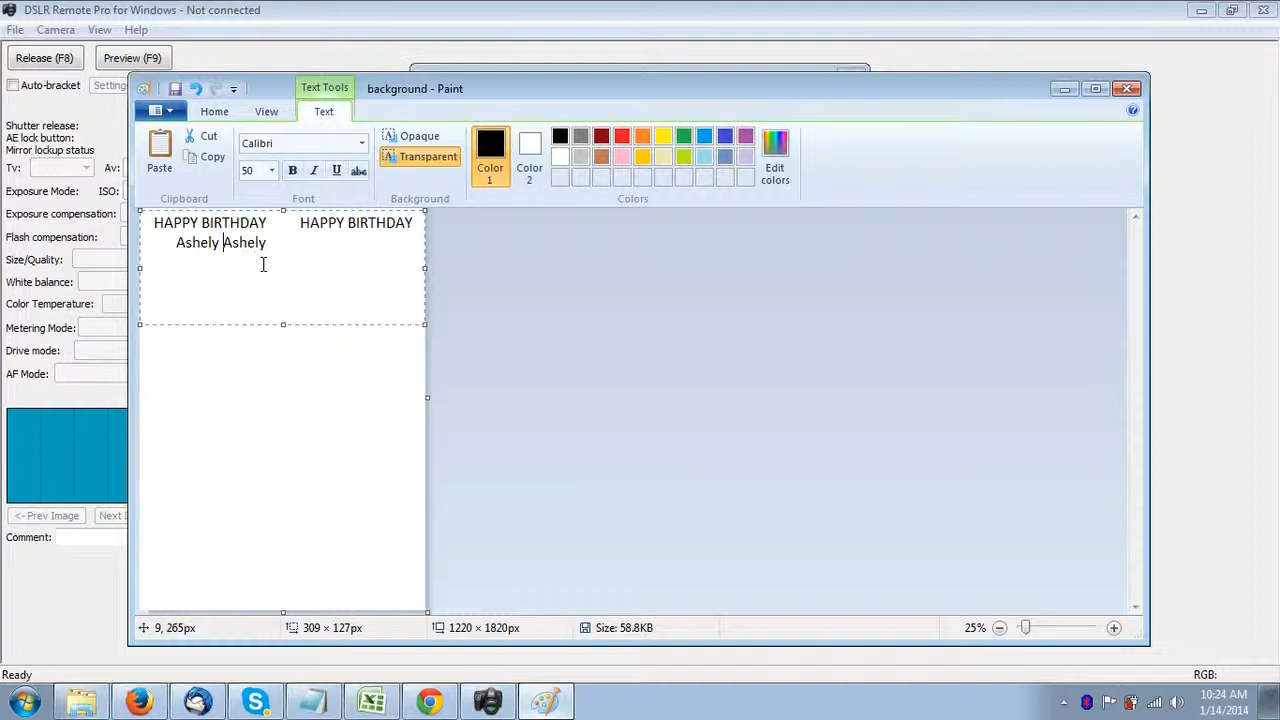 DSLR Remote Pro for Windows - Not connected
File Camera View Help
Release (F8) Preview (F9)
Auto-bracket Settings
Shutter release:
AE lock button:
Mirror lockup status
Tv: Av:
Exposure Mode: ISO:
Exposure compensation:
Flash compensation:
Size/Quality:
White balance:
Color Temperature:
Metering Mode:
Drive mode:
AF Mode:
<- Prev Image Next I
Comment:
Text Tools background - Paint
Home View Text
Paste Cut Copy
Clipboard
Calibri
50 B I U abc
Font
Opaque
Transparent
Background
Color 1 Color 2 Edit colors
Colors
HAPPY BIRTHDAY HAPPY BIRTHDAY
Ashely Ashely
9, 265px 309 × 127px 1220 × 1820px Size: 58.8KB 25%
Ready RGB:
10:24 AM
1/14/2014